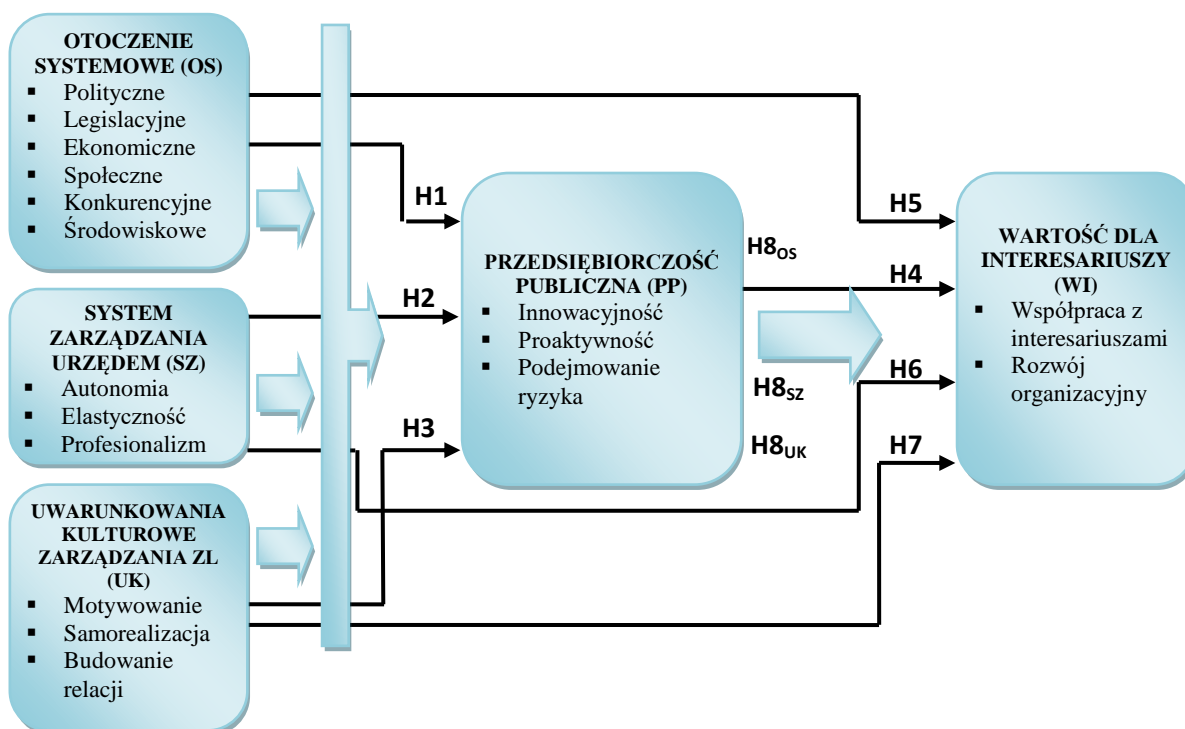 OTOCZENIE
SYSTEMOWE (OS)
▪ Polityczne
▪ Legislacyjne
▪ Ekonomiczne
▪ Społeczne
▪ Konkurencyjne
▪ Środowiskowe
SYSTEM
ZARZĄDZANIA
URZĘDEM (SZ)
▪ Autonomia
▪ Elastyczność
▪ Profesjonalizm
UWARUNKOWANIA
KULTUROWE
ZARZĄDZANIA ZL
(UK)
▪ Motywowanie
▪ Samorealizacja
▪ Budowanie
relacji
H1
H2
H3
PRZEDSIĘBIORCZOŚĆ
PUBLICZNA (PP)
▪ Innowacyjność
▪ Proaktywność
▪ Podejmowanie
ryzyka
H8OS
H8SZ
H8UK
H5
H4
H6
H7
WARTOŚĆ DLA
INTERESARIUSZY
(WI)
▪ Współpraca z
interesariuszami
▪ Rozwój
organizacyjny